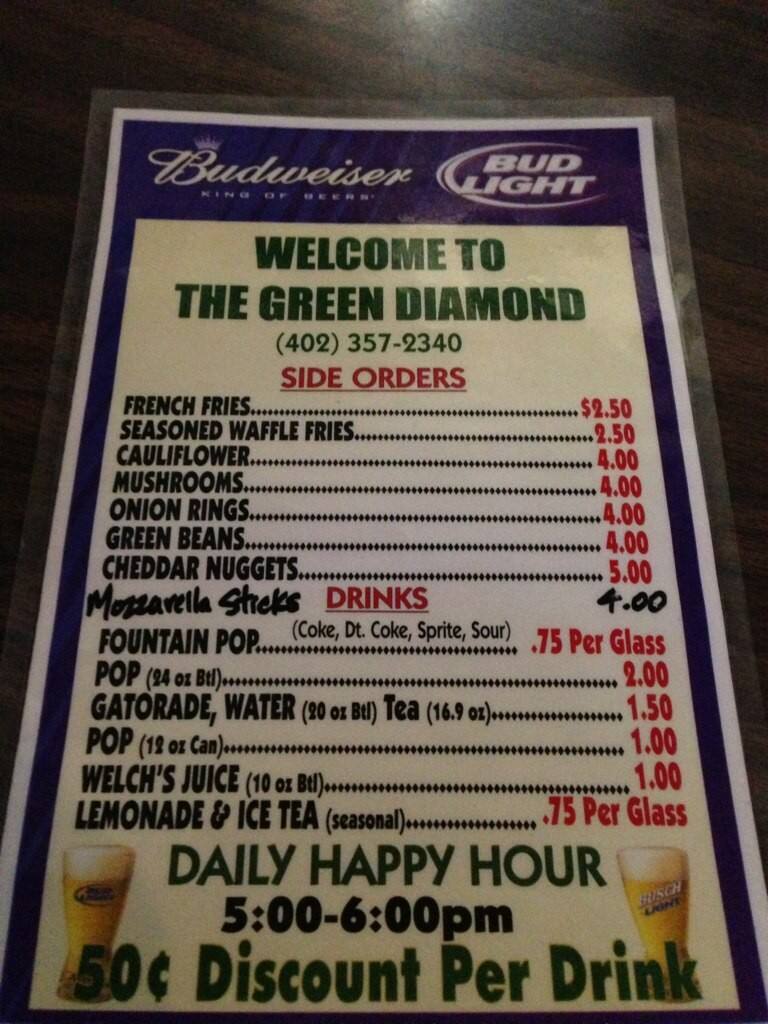 Budweiser
KING OF BEERS
BUD LIGHT
WELCOME TO
THE GREEN DIAMOND
(402) 357-2340
SIDE ORDERS
FRENCH FRIES $2.50
SEASONED WAFFLE FRIES 2.50
CAULIFLOWER 4.00
MUSHROOMS 4.00
ONION RINGS 4.00
GREEN BEANS 4.00
CHEDDAR NUGGETS 5.00
Mozzarella Sticks 4.00
DRINKS
FOUNTAIN POP (Coke, Dt. Coke, Sprite, Sour) .75 Per Glass
POP (24 oz Btl) 2.00
GATORADE, WATER (20 oz Btl) Tea (16.9 oz) 1.50
POP (12 oz Can) 1.00
WELCH'S JUICE (10 oz Btl) 1.00
LEMONADE & ICE TEA (seasonal) .75 Per Glass
DAILY HAPPY HOUR
5:00-6:00pm
BUSCH LIGHT
50¢ Discount Per Drink